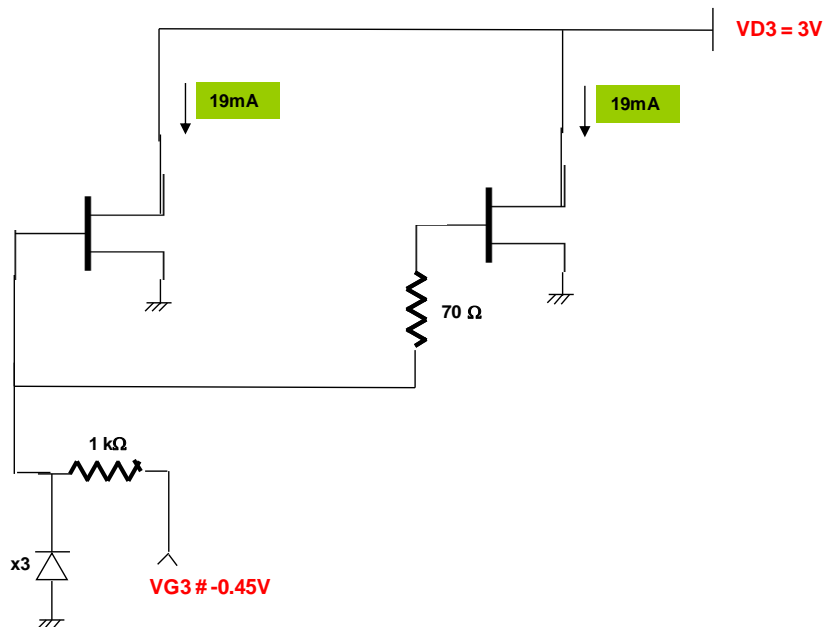 VD3 = 3V
19mA
19mA
70 Ω
1 kΩ
x3
VG3 # -0.45V